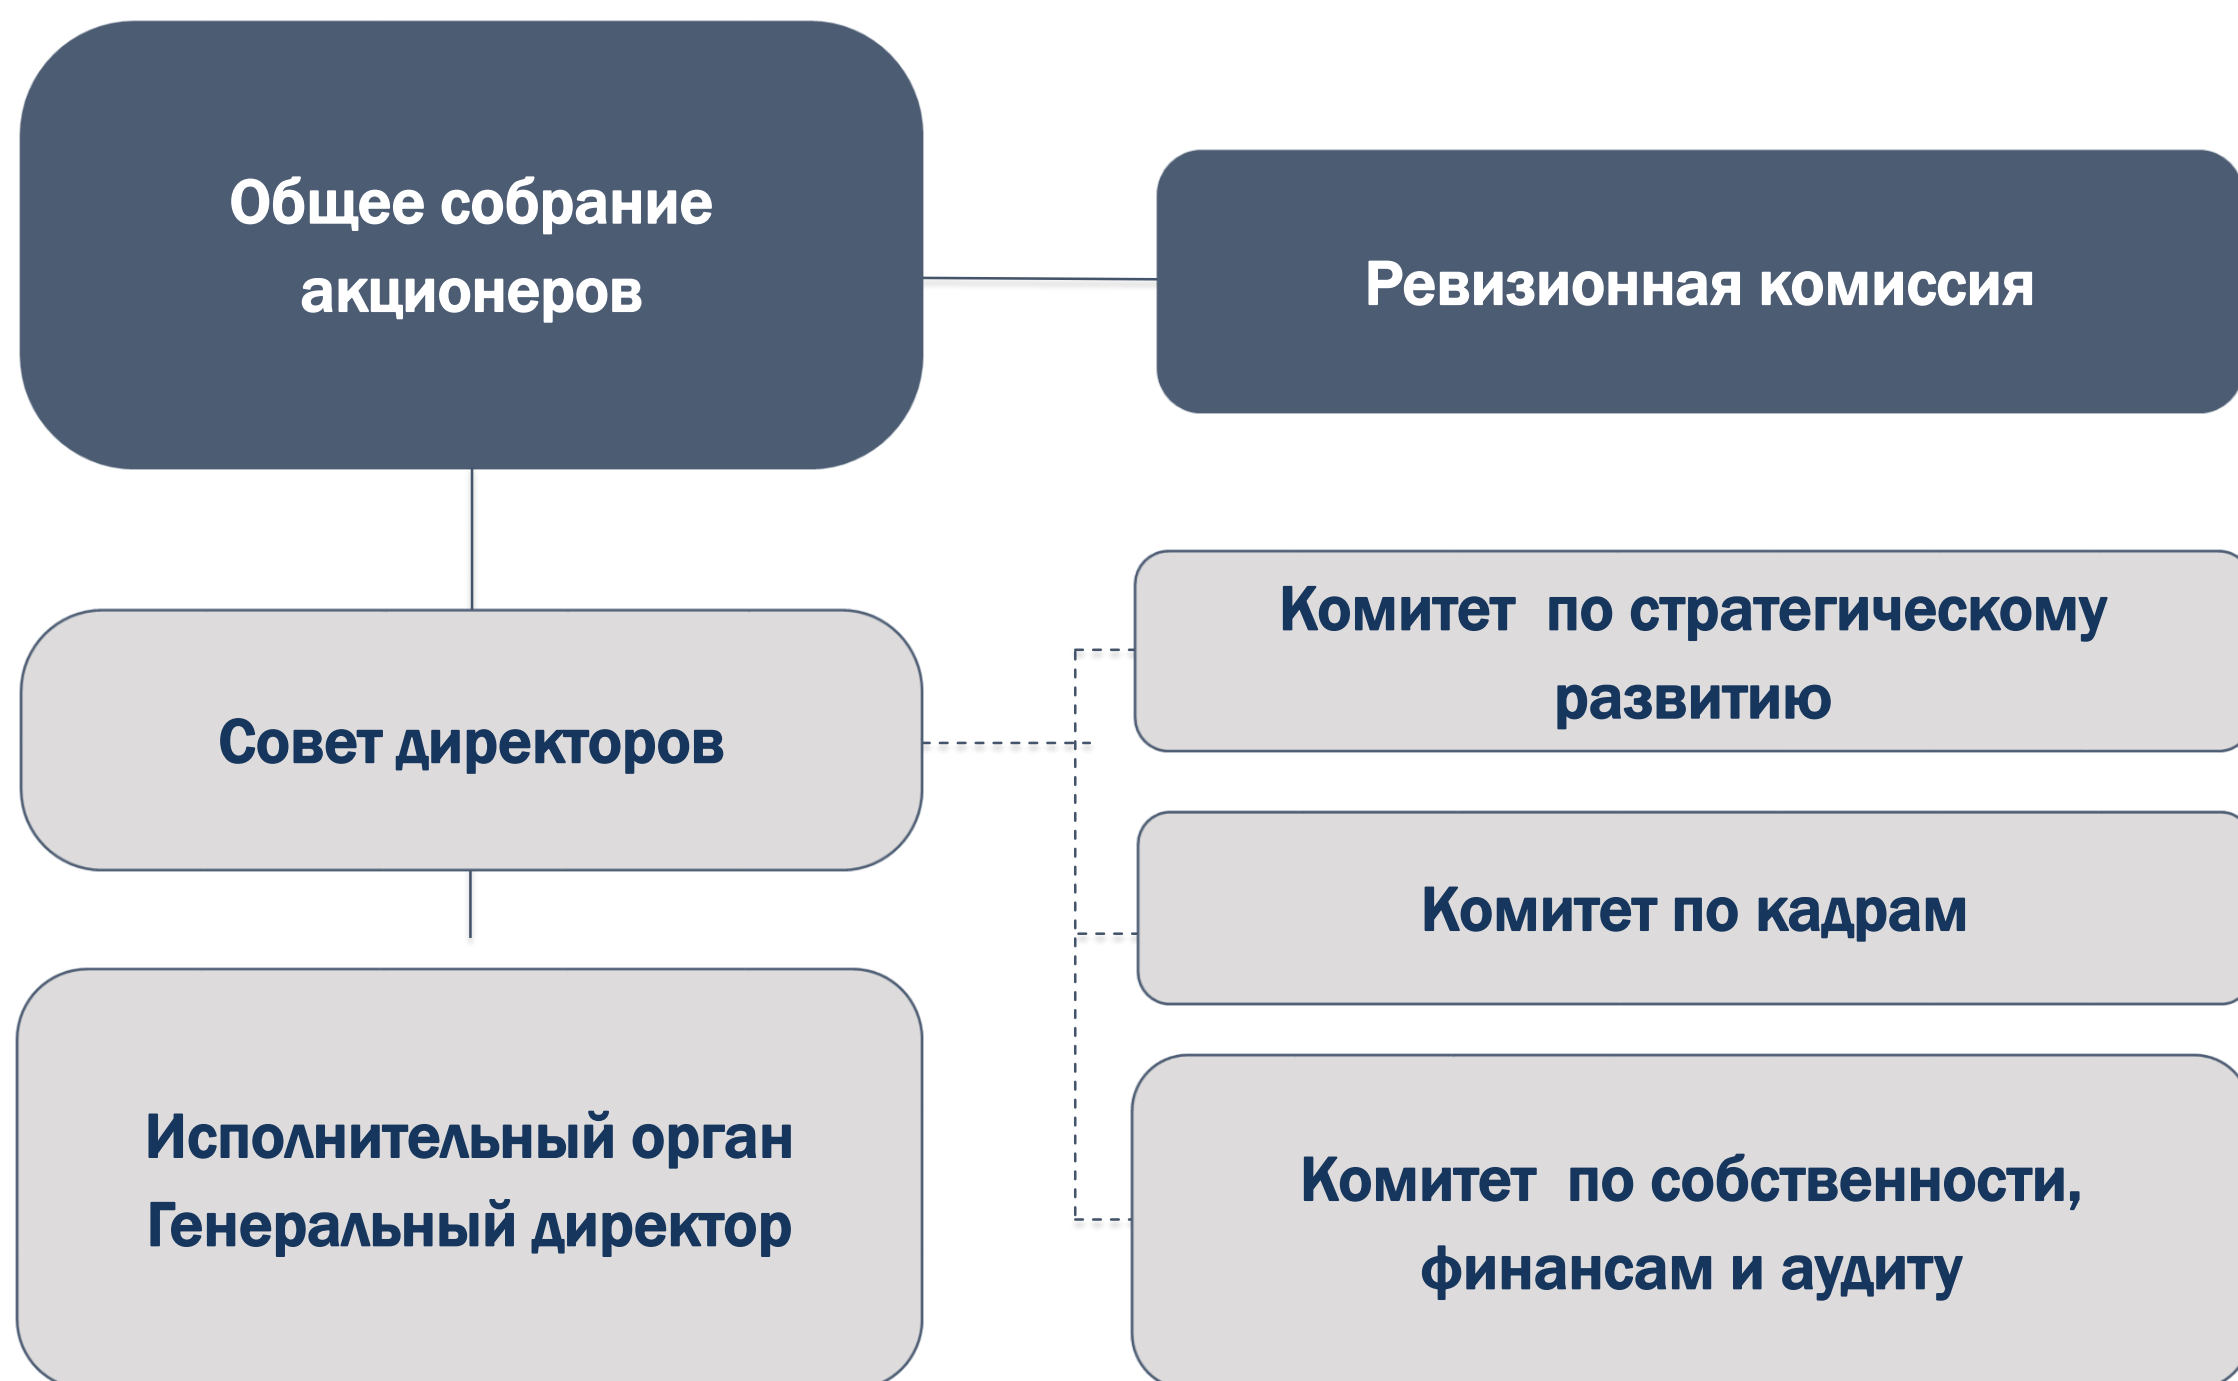 Общее собрание
акционеров
Ревизионная комиссия
Комитет по стратегическому
развитию
Совет директоров
Комитет по кадрам
Исполнительный орган
Генеральный директор
Комитет по собственности,
финансам и аудиту